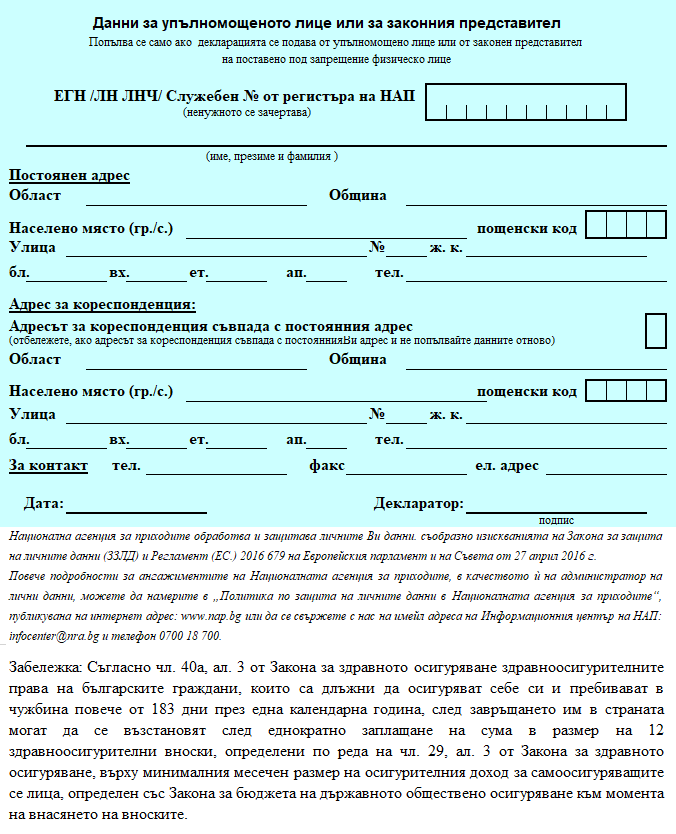 Данни за упълномощеното лице или за законния представител
Попълва се само ако декларацията се подава от упълномощено лице или от законен представител
на поставено под запрещение физическо лице
ЕГН /ЛН ЛНЧ/ Служебен № от регистъра на НАП
(ненужното се зачертава)
(име, презиме и фамилия )
Постоянен адрес
Област Община
Населено място (гр./с.) пощенски код
Улица № ж. к.
бл. вх. ет. ап. тел.
Адрес за кореспонденция:
Адресът за кореспонденция съвпада с постоянния адрес
(отбележете, ако адресът за кореспонденция съвпада с постояннияВи адрес и не попълвайте данните отново)
Област Община
Населено място (гр./с.) пощенски код
Улица № ж. к.
бл. вх. ет. ап. тел.
За контакт тел. факс ел. адрес
Дата: Декларатор:
подпис
Национална агенция за приходите обработва и защитава личните Ви данни. съобразно изискванията на Закона за защита
на личните данни (ЗЗЛД) и Регламент (ЕС.) 2016 679 на Европейския парламент и на Съвета от 27 април 2016 г.
Повече подробности за ангажиментите на Националната агенция за приходите, в качеството ѝ на администратор на
лични данни, можете да намерите в „Политика по защита на личните данни в Националната агенция за приходите“,
публикувана на интернет адрес: www.nap.bg или да се свържете с нас на имейл адреса на Информационния център на НАП:
infocenter@nra.bg и телефон 0700 18 700.
Забележка: Съгласно чл. 40а, ал. 3 от Закона за здравното осигуряване здравноосигурителните
права на българските граждани, които са длъжни да осигуряват себе си и пребивават в
чужбина повече от 183 дни през една календарна година, след завръщането им в страната
могат да се възстановят след еднократно заплащане на сума в размер на 12
здравноосигурителни вноски, определени по реда на чл. 29, ал. 3 от Закона за здравното
осигуряване, върху минималния месечен размер на осигурителния доход за самоосигуряващите
се лица, определен със Закона за бюджета на държавното обществено осигуряване към момента
на внасянето на вноските.